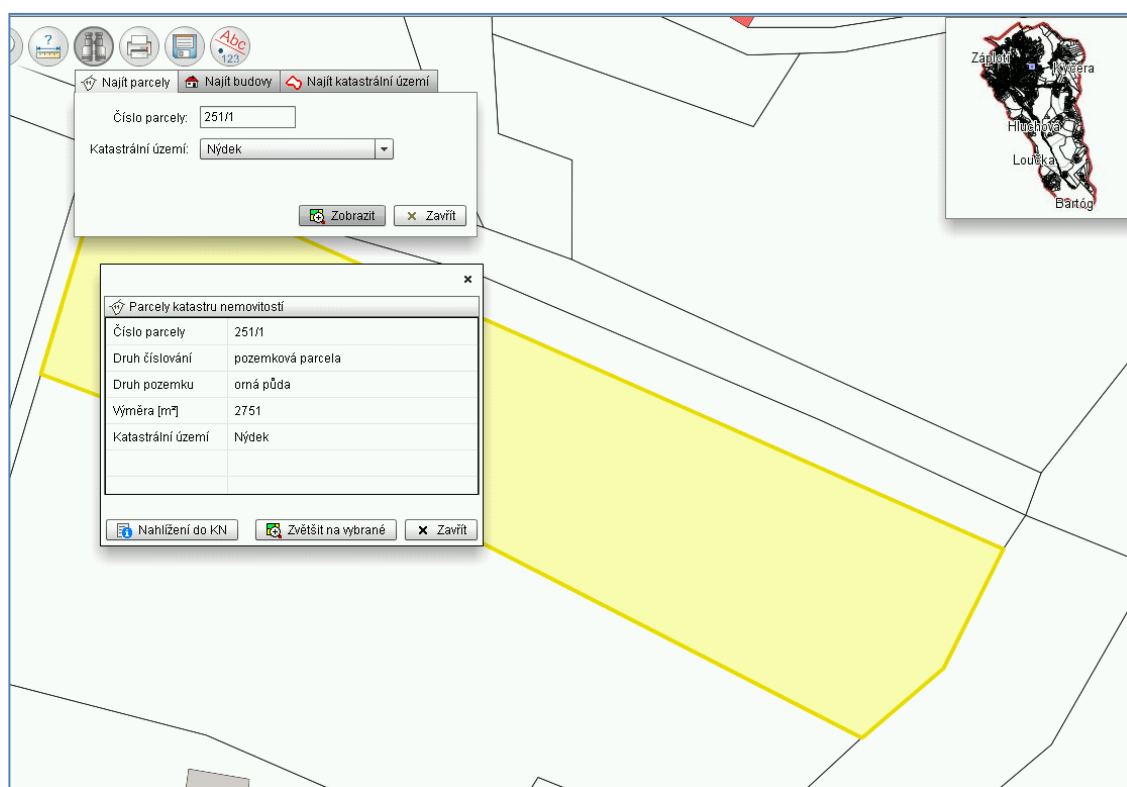 ?
Abc
123
Najít parcely Najít budovy Najít katastrální území
Číslo parcely: 251/1
Katastrální území: Nýdek
Zobrazit Zavřít
Parcely katastru nemovitostí
Číslo parcely 251/1
Druh číslování pozemková parcela
Druh pozemku orná půda
Výměra [m²] 2751
Katastrální území Nýdek
Nahlížení do KN Zvětšit na vybrané Zavřít
Hluchová
Loučka
Bartóg